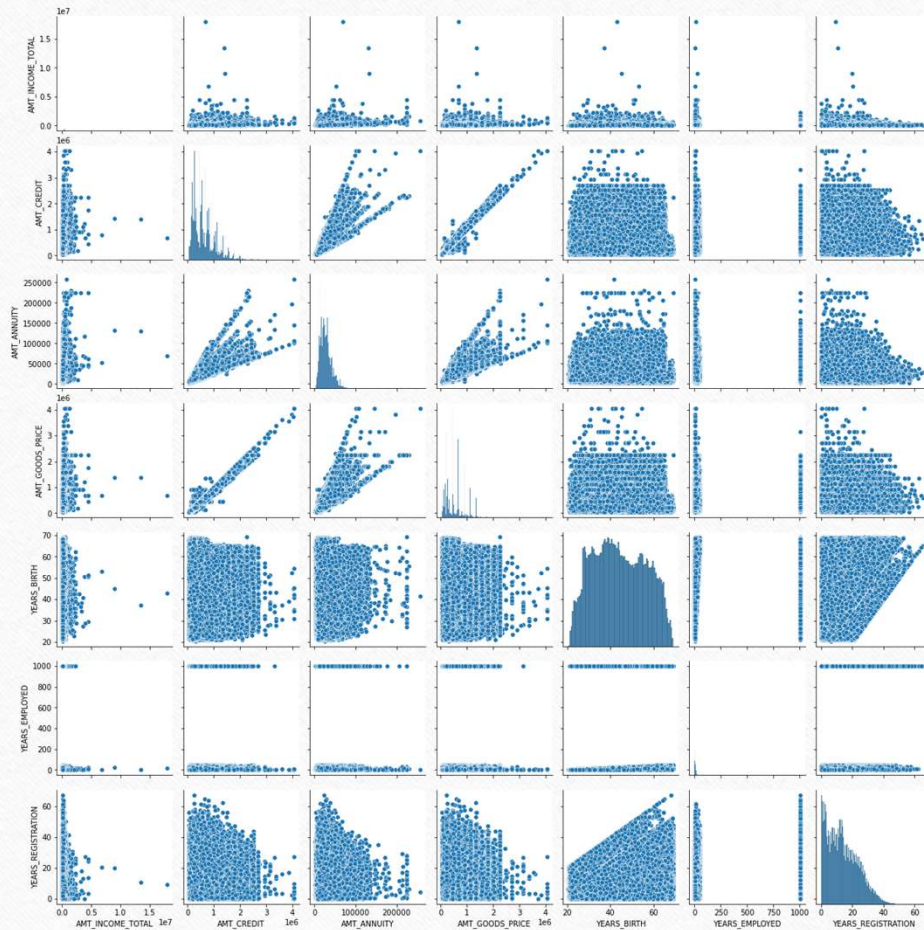 1e7
AMT_INCOME_TOTAL
1.5
1.0
0.5
0.0
1e6
AMT_CREDIT
4
3
2
1
0
AMT_ANNUITY
250000
200000
150000
100000
50000
0
1e6
AMT_GOODS_PRICE
4
3
2
1
0
YEARS_BIRTH
70
60
50
40
30
20
YEARS_EMPLOYED
1000
800
600
400
200
0
YEARS_REGISTRATION
60
40
20
0
0.0 0.5 1.0 1.5 1e7
AMT_INCOME_TOTAL
0 1 2 3 4 1e6
AMT_CREDIT
0 100000 200000
AMT_ANNUITY
0 1 2 3 4 1e6
AMT_GOODS_PRICE
20 40 60
YEARS_BIRTH
0 250 500 750 1000
YEARS_EMPLOYED
0 20 40 60
YEARS_REGISTRATION